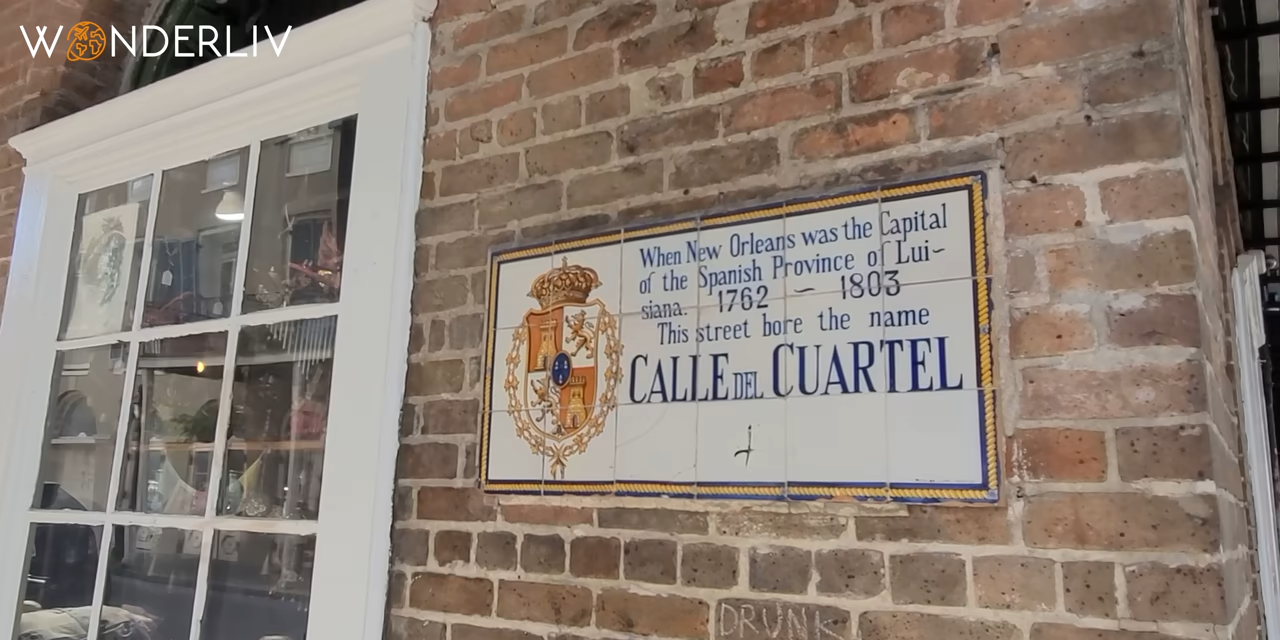 WONDERLIV
When New Orleans was the Capital
of the Spanish Province of Lui-
siana. 1762 – 1803
This street bore the name
CALLE DEL CUARTEL
DRUNK